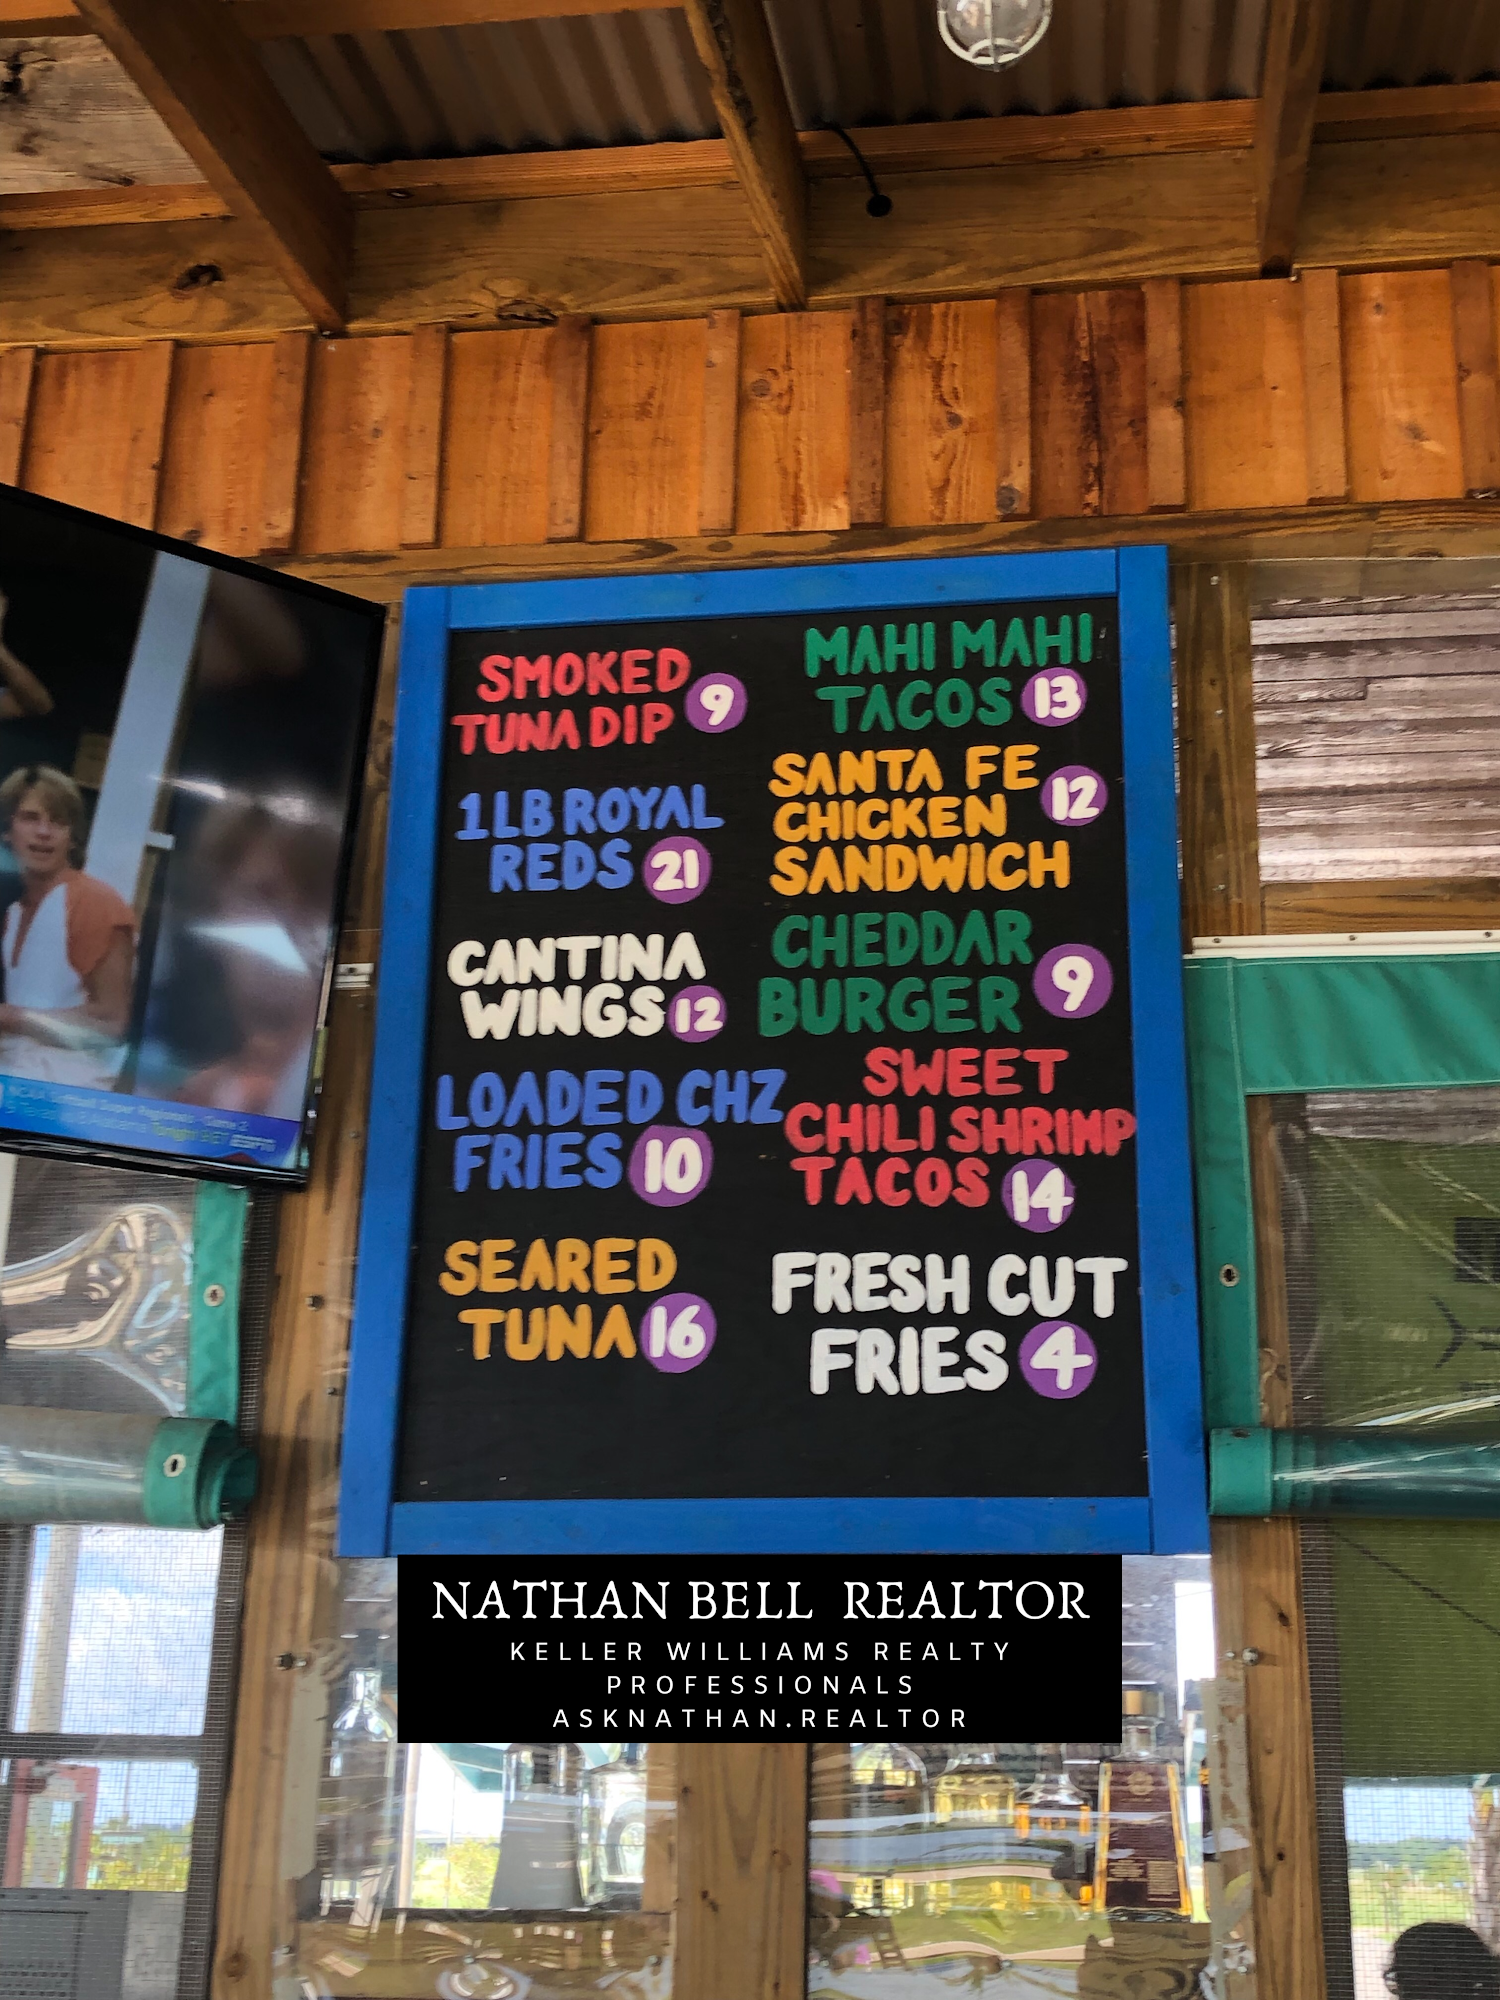 SMOKED
TUNA DIP 9
1 LB ROYAL
REDS 21
CANTINA
WINGS 12
LOADED CHZ
FRIES 10
SEARED
TUNA 16
MAHI MAHI
TACOS 13
SANTA FE
CHICKEN 12
SANDWICH
CHEDDAR
BURGER 9
SWEET
CHILI SHRIMP
TACOS 14
FRESH CUT
FRIES 4
NATHAN BELL REALTOR
KELLER WILLIAMS REALTY
PROFESSIONALS
ASKNATHAN.REALTOR
ESPN